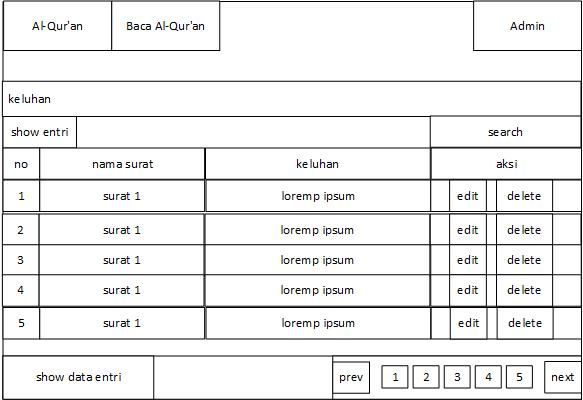 Al-Qur'an Baca Al-Qur'an Admin
keluhan
show entri search
no nama surat keluhan aksi
1 surat 1 loremp ipsum edit delete
2 surat 1 loremp ipsum edit delete
3 surat 1 loremp ipsum edit delete
4 surat 1 loremp ipsum edit delete
5 surat 1 loremp ipsum edit delete
show data entri prev 1 2 3 4 5 next